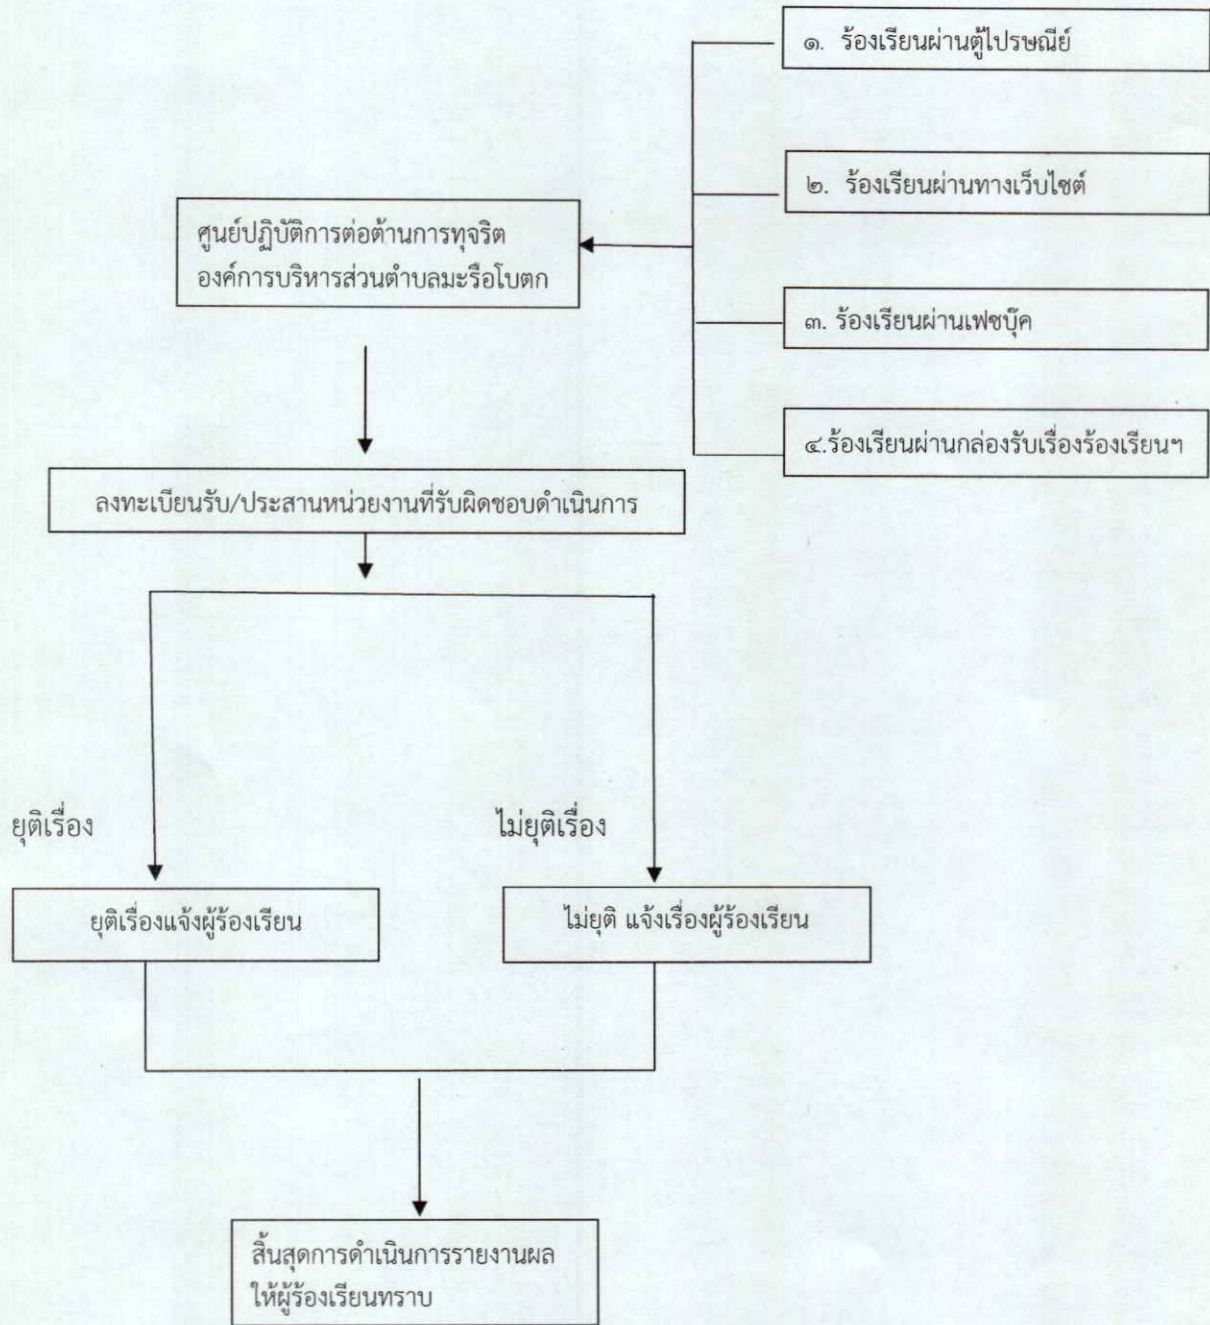 ๑. ร้องเรียนผ่านตู้ไปรษณีย์
๒. ร้องเรียนผ่านทางเว็บไซต์
ศูนย์ปฏิบัติการต่อต้านการทุจริต
องค์การบริหารส่วนตำบลมะรือโบตก
๓. ร้องเรียนผ่านเฟซบุ๊ค
๔.ร้องเรียนผ่านกล่องรับเรื่องร้องเรียนฯ
ลงทะเบียนรับ/ประสานหน่วยงานที่รับผิดชอบดำเนินการ
ยุติเรื่อง
ไม่ยุติเรื่อง
ยุติเรื่องแจ้งผู้ร้องเรียน
ไม่ยุติ แจ้งเรื่องผู้ร้องเรียน
สิ้นสุดการดำเนินการรายงานผล
ให้ผู้ร้องเรียนทราบ